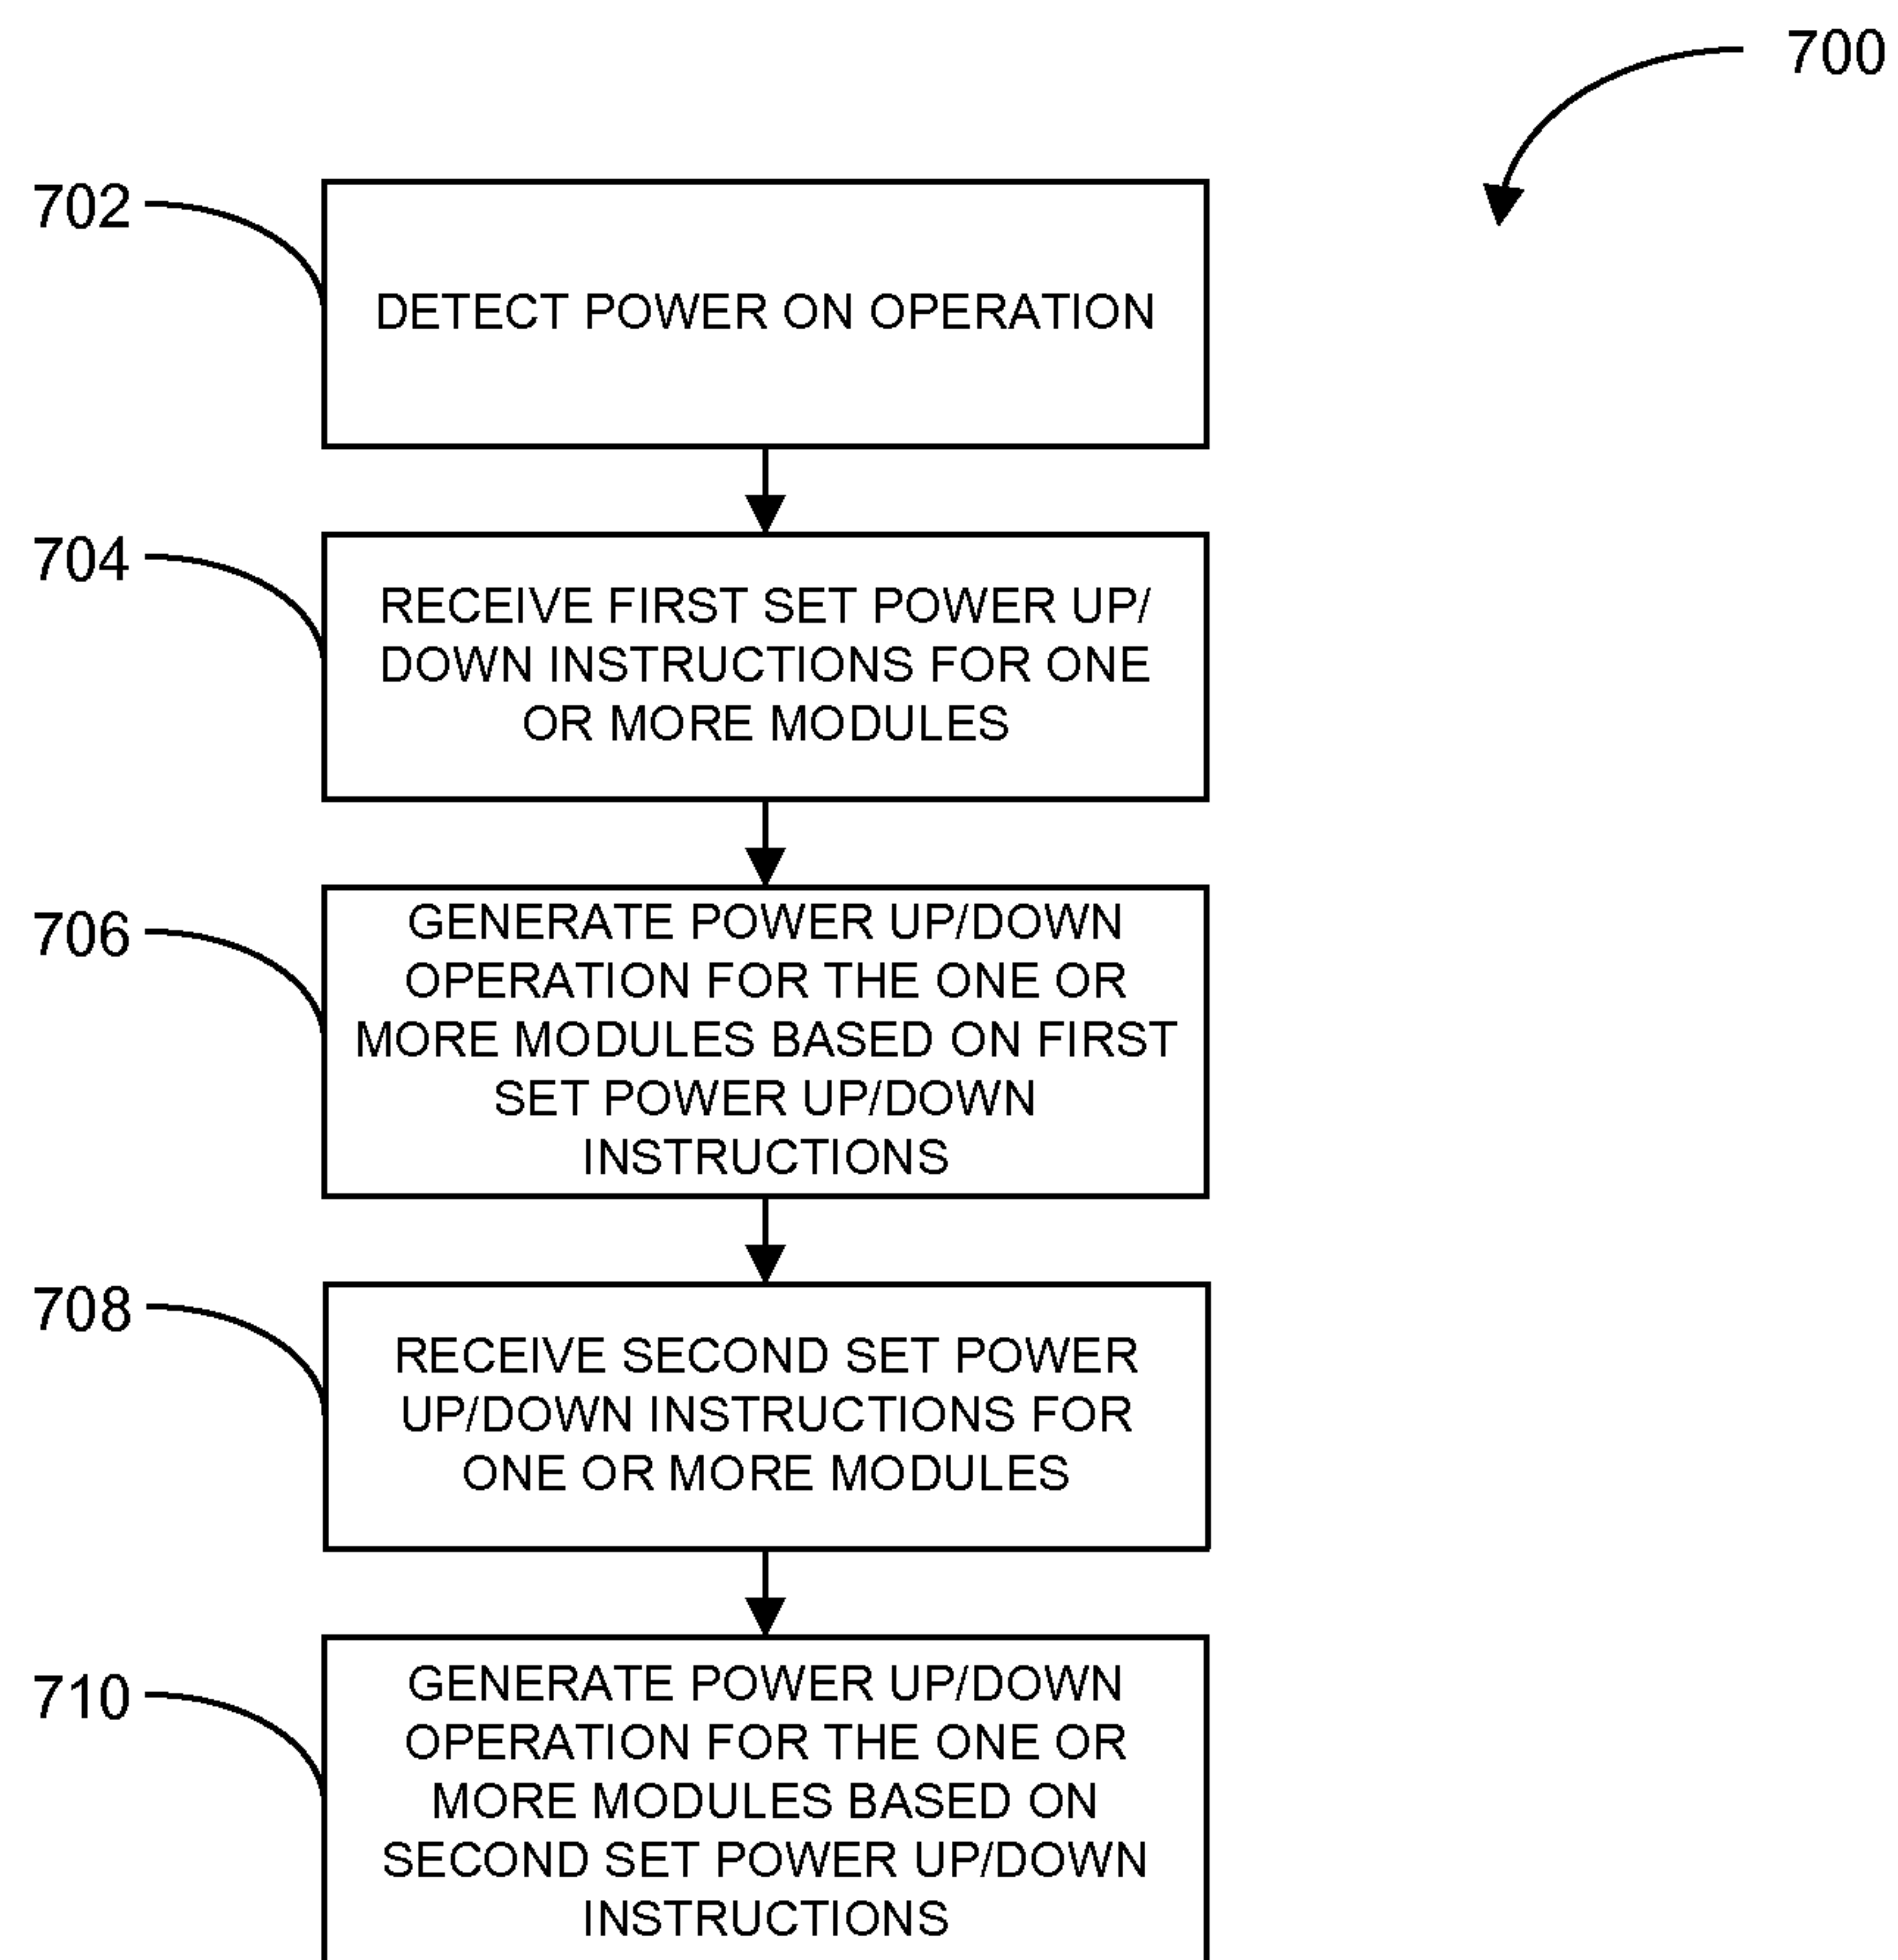 700
702
DETECT POWER ON OPERATION
704
RECEIVE FIRST SET POWER UP/
DOWN INSTRUCTIONS FOR ONE
OR MORE MODULES
706
GENERATE POWER UP/DOWN
OPERATION FOR THE ONE OR
MORE MODULES BASED ON FIRST
SET POWER UP/DOWN
INSTRUCTIONS
708
RECEIVE SECOND SET POWER
UP/DOWN INSTRUCTIONS FOR
ONE OR MORE MODULES
710
GENERATE POWER UP/DOWN
OPERATION FOR THE ONE OR
MORE MODULES BASED ON
SECOND SET POWER UP/DOWN
INSTRUCTIONS